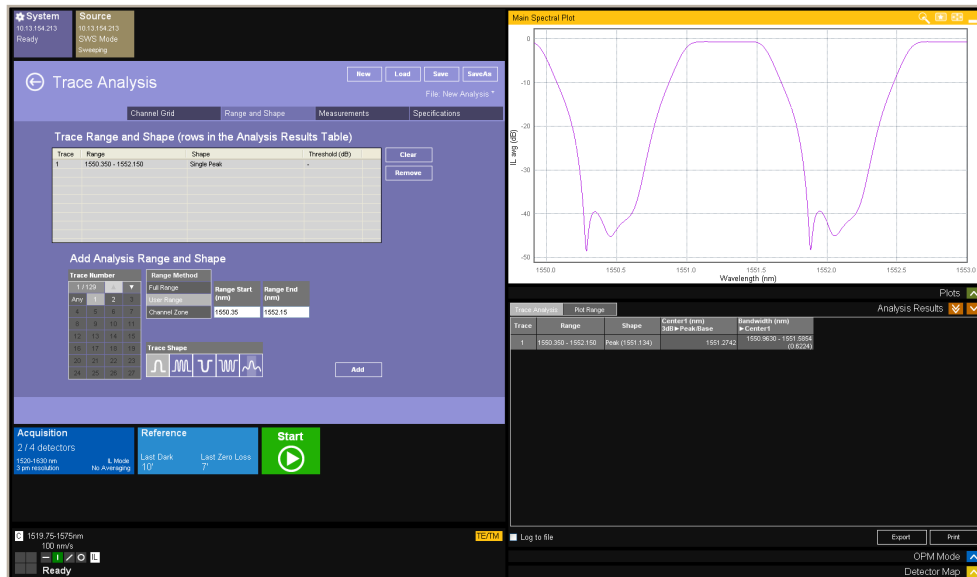 System
10.13.154.213
Ready
Source
10.13.154.213
SWS Mode
Sweeping
Trace Analysis
New Load Save SaveAs
File: New Analysis *
Channel Grid Range and Shape Measurements Specifications
Trace Range and Shape (rows in the Analysis Results Table)
Trace Range Shape Threshold (dB)
1 1550.350 - 1552.150 Single Peak -
Clear
Remove
Add Analysis Range and Shape
Trace Number
1 / 129 ▲ ▼
Any 1 2 3
4 5 6 7
8 9 10 11
12 13 14 15
16 17 18 19
20 21 22 23
24 25 26 27
Range Method
Full Range
User Range
Channel Zone
Range Start (nm)
1550.35
Range End (nm)
1552.15
Trace Shape
Add
Acquisition
2 / 4 detectors
1520-1630 nm IL Mode
3 pm resolution No Averaging
Reference
Last Dark Last Zero Loss
10' 7'
Start
C 1519.75-1575nm
TE/TM
100 nm/s
IL
Ready
Main Spectral Plot
IL avg (dB)
0
-10
-20
-30
-40
-50
1550.0 1550.5 1551.0 1551.5 1552.0 1552.5 1553.0
Wavelength (nm)
Plots
Trace Analysis Plot Range
Analysis Results
Trace Range Shape Center1 (nm) 3dB►Peak/Base Bandwidth (nm) ►Center1
1 1550.350 - 1552.150 Peak (1551.134) 1551.2742 1550.9630 - 1551.5854 (0.6224)
Log to file
Export Print
OPM Mode
Detector Map